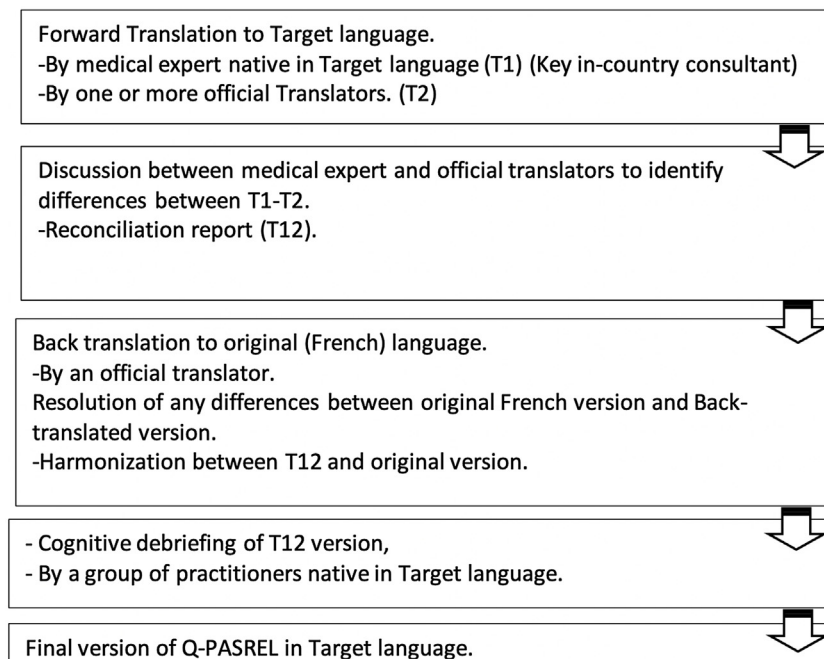 Forward Translation to Target language.
-By medical expert native in Target language (T1) (Key in-country consultant)
-By one or more official Translators. (T2)
Discussion between medical expert and official translators to identify
differences between T1-T2.
-Reconciliation report (T12).
Back translation to original (French) language.
-By an official translator.
Resolution of any differences between original French version and Back-
translated version.
-Harmonization between T12 and original version.
- Cognitive debriefing of T12 version,
- By a group of practitioners native in Target language.
Final version of Q-PASREL in Target language.